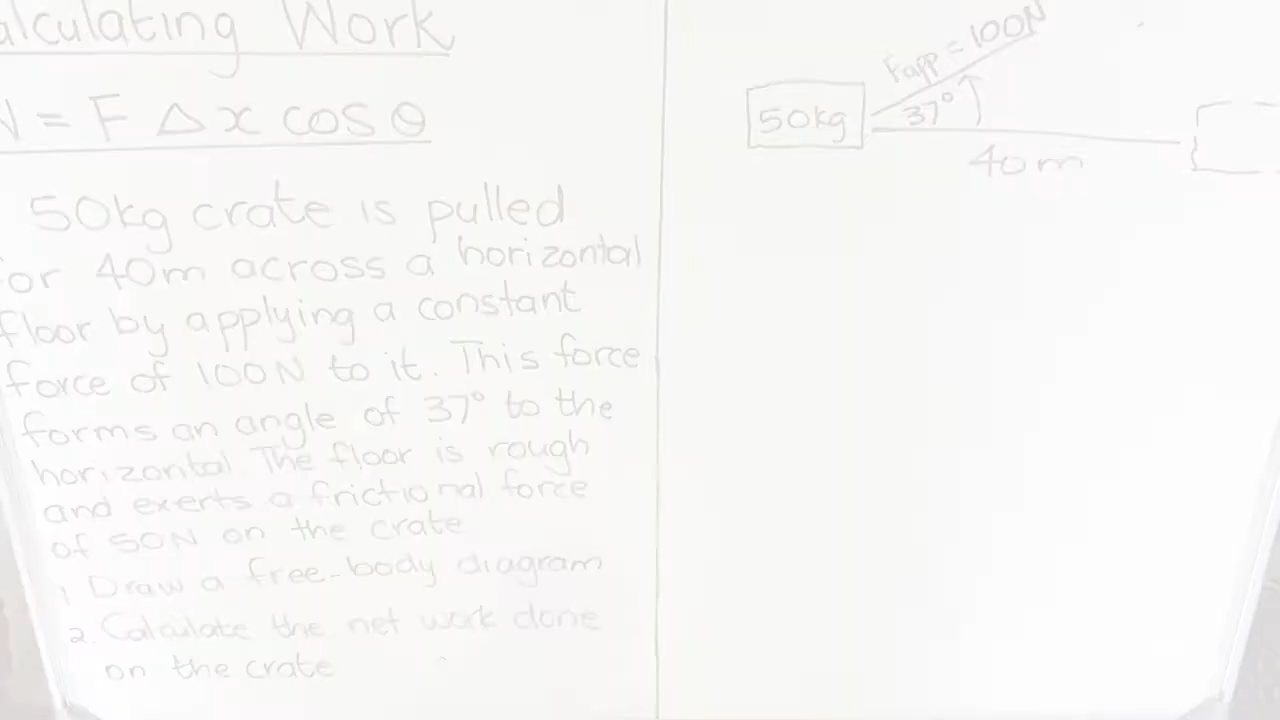 alculating Work
W = F Δx cos θ
50kg crate is pulled
for 40m across a horizontal
floor by applying a constant
force of 100N to it. This force
forms an angle of 37° to the
horizontal. The floor is rough
and exerts a frictional force
of 50N on the crate
1. Draw a free-body diagram
2. Calculate the net work done
on the crate
Fapp = 100N
50kg
37°
40m